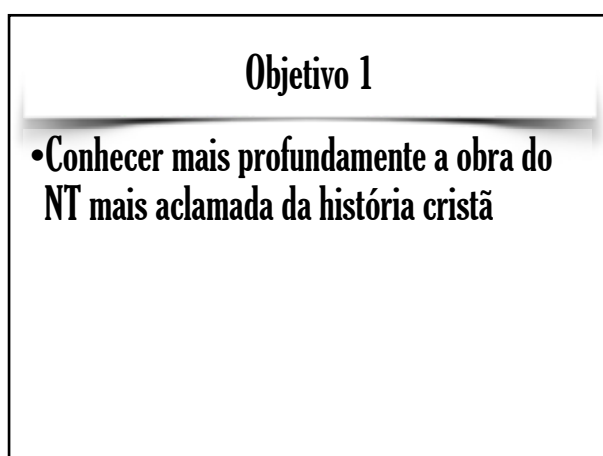 Objetivo 1
•Conhecer mais profundamente a obra do
NT mais aclamada da história cristã